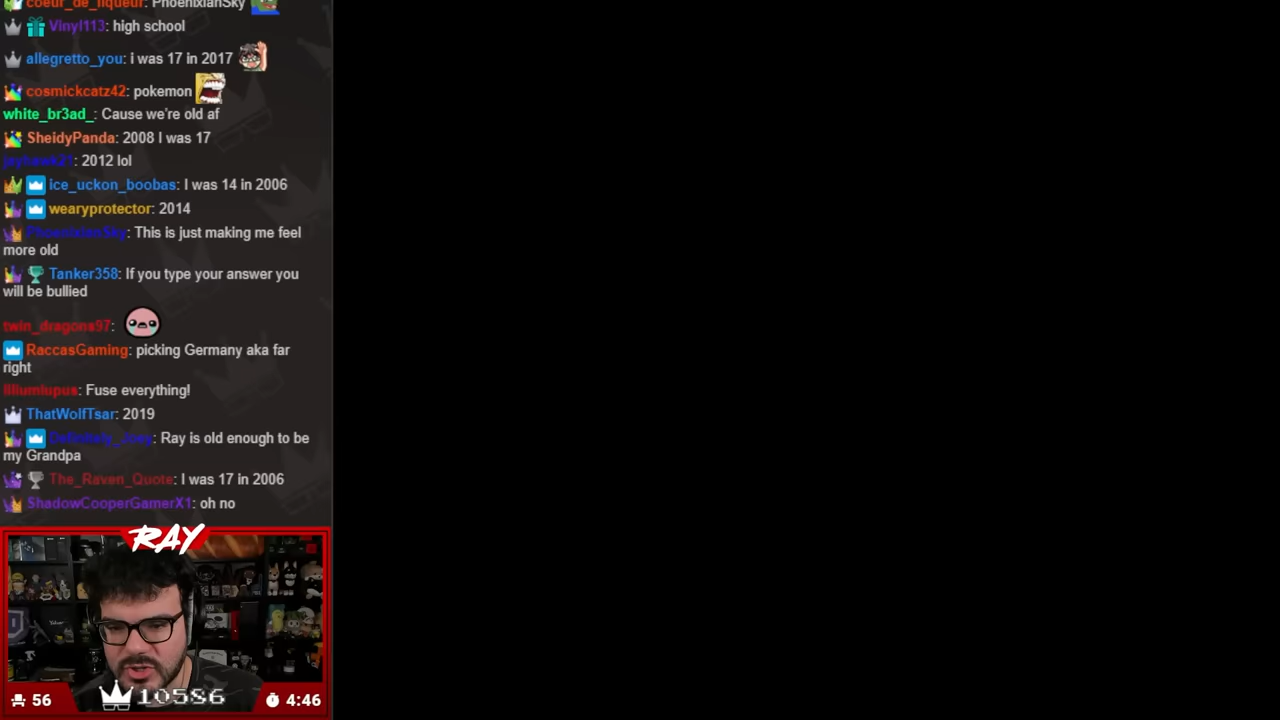 coeur_de_liqueur: PhoenixianSky
Vinyl113: high school
allegretto_you: i was 17 in 2017
cosmickcatz42: pokemon
white_br3ad_: Cause we're old af
SheidyPanda: 2008 I was 17
jayhawk21: 2012 lol
ice_uckon_boobas: I was 14 in 2006
wearyprotector: 2014
PhoenixianSky: This is just making me feel
more old
Tanker358: If you type your answer you
will be bullied
twin_dragons97:
RaccasGaming: picking Germany aka far
right
: Fuse everything!
ThatWolfTsar: 2019
Definitely_Joey: Ray is old enough to be
my Grandpa
The_Raven_Quote: I was 17 in 2006
ShadowCooperGamerX1: oh no
RAY
56
10586
4:46